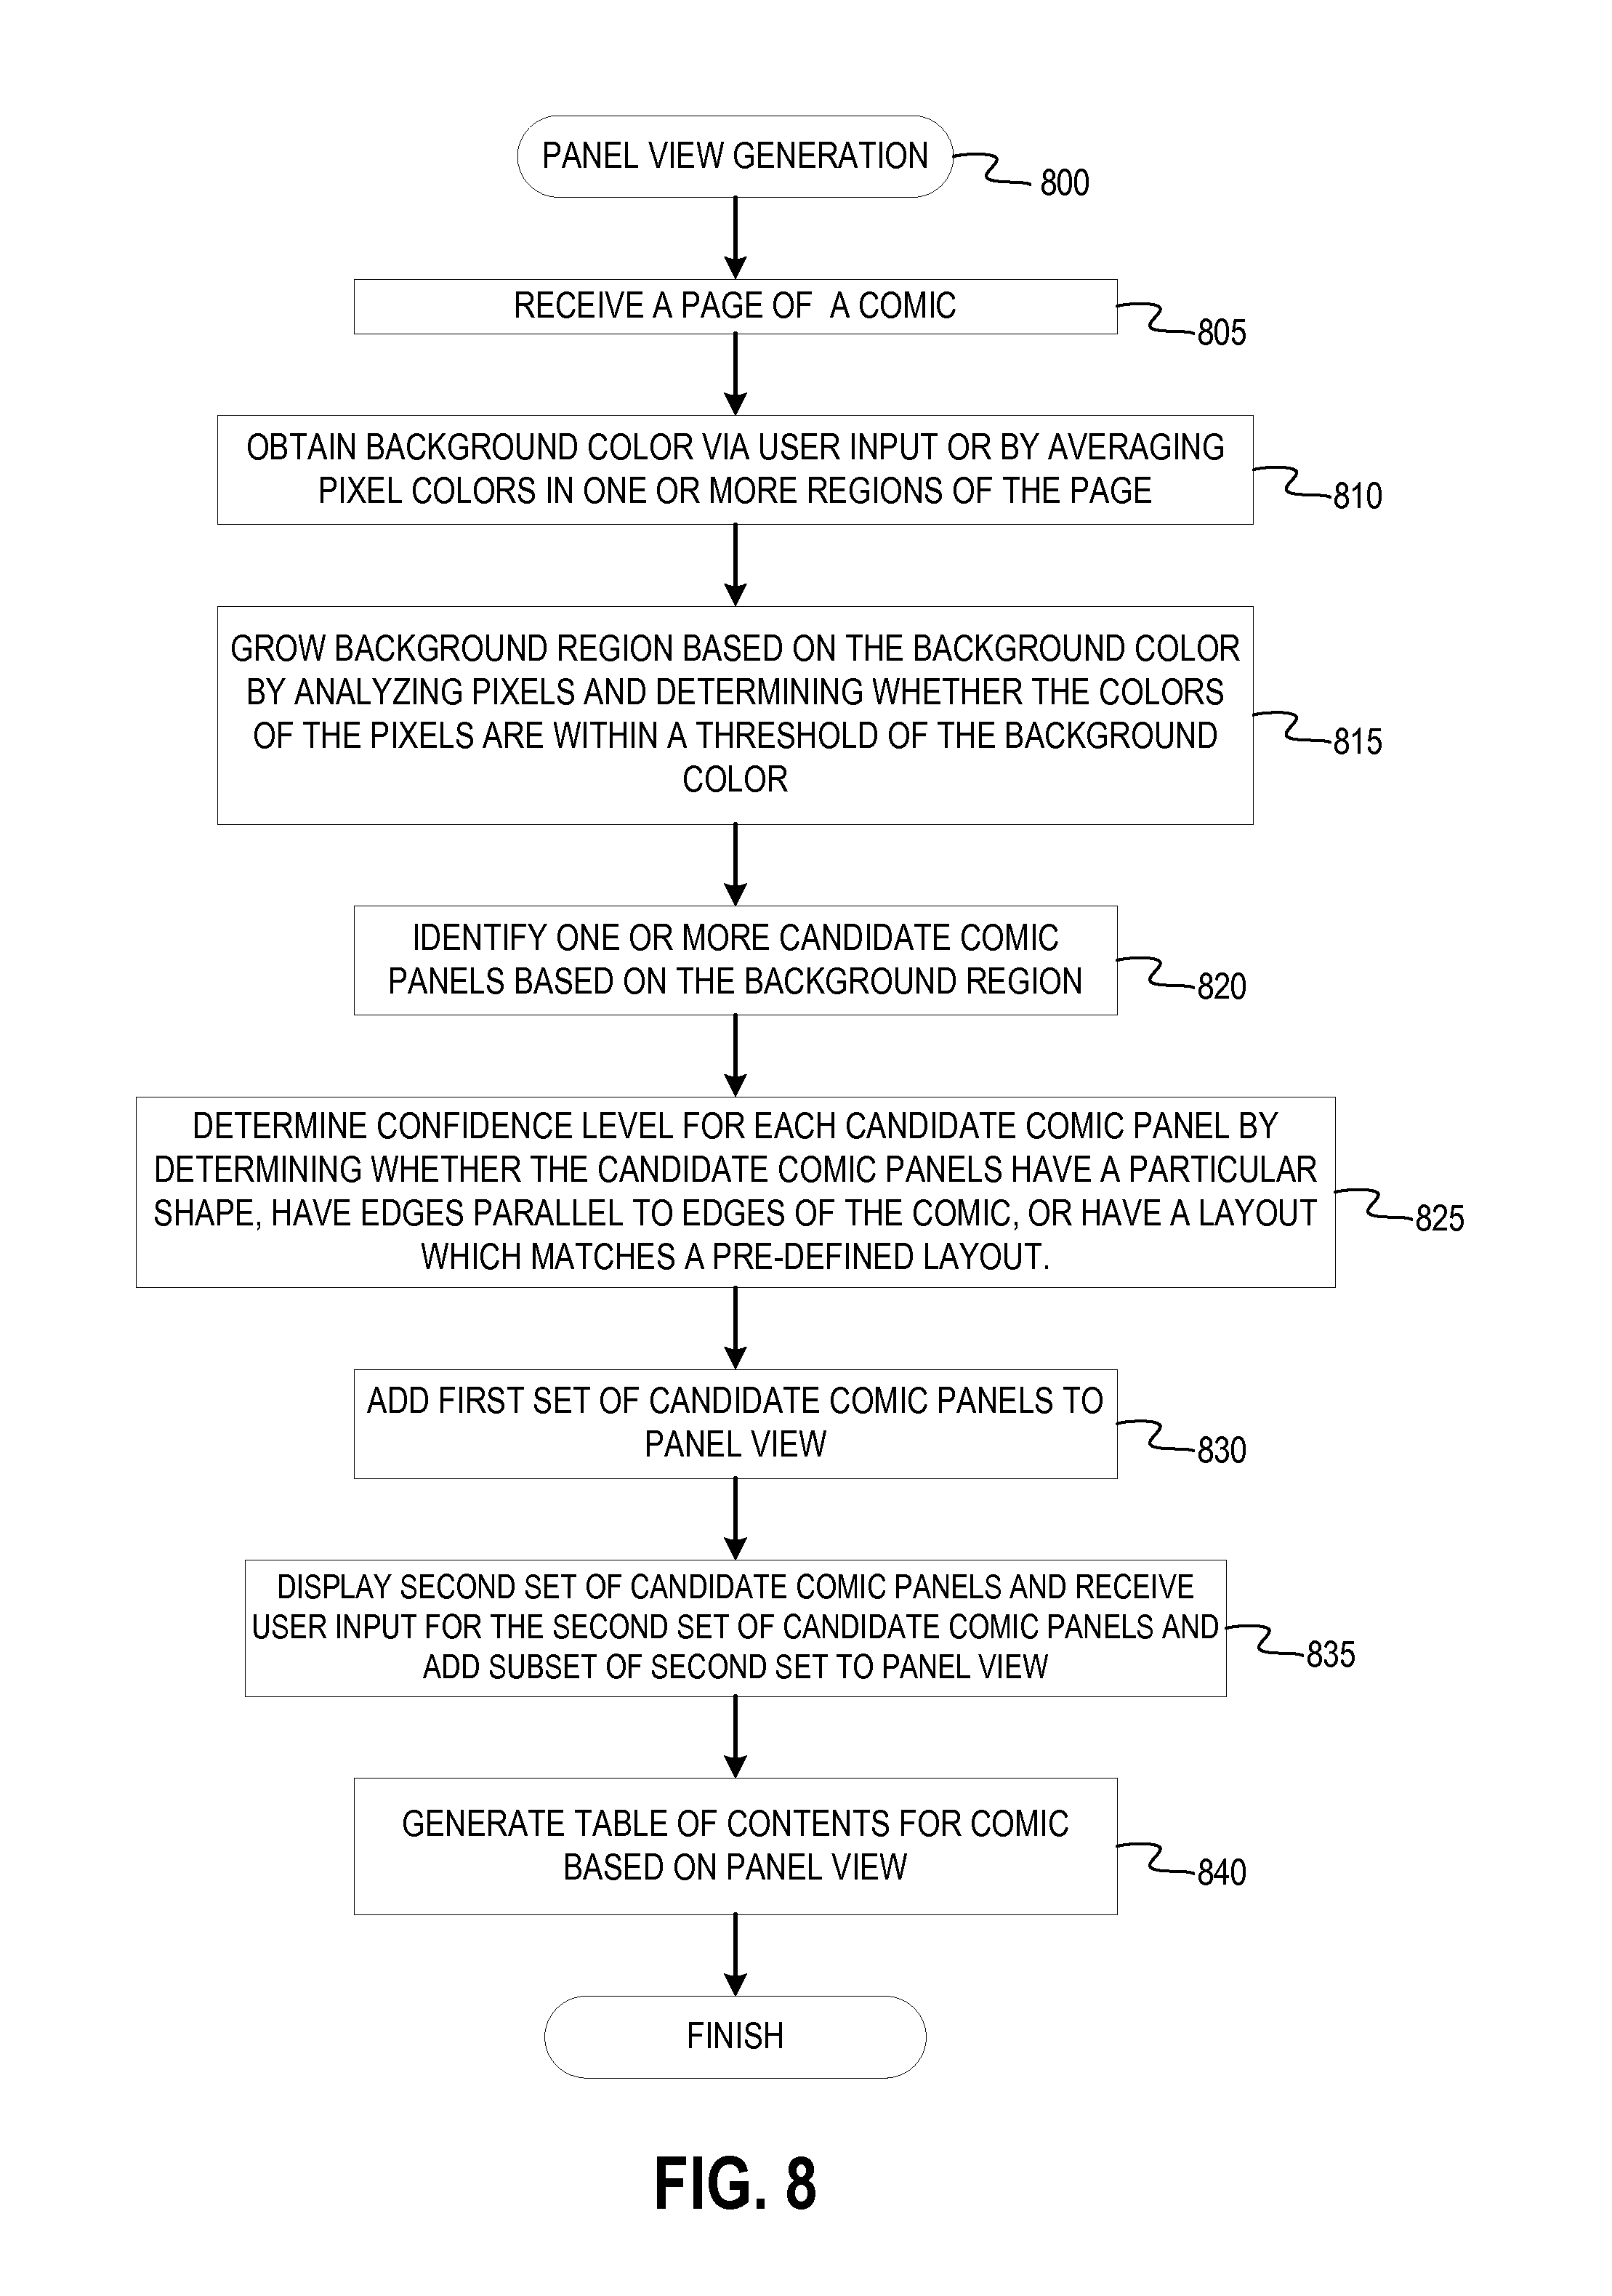 PANEL VIEW GENERATION
800
RECEIVE A PAGE OF A COMIC
805
OBTAIN BACKGROUND COLOR VIA USER INPUT OR BY AVERAGING
PIXEL COLORS IN ONE OR MORE REGIONS OF THE PAGE
810
GROW BACKGROUND REGION BASED ON THE BACKGROUND COLOR
BY ANALYZING PIXELS AND DETERMINING WHETHER THE COLORS
OF THE PIXELS ARE WITHIN A THRESHOLD OF THE BACKGROUND
COLOR
815
IDENTIFY ONE OR MORE CANDIDATE COMIC
PANELS BASED ON THE BACKGROUND REGION
820
DETERMINE CONFIDENCE LEVEL FOR EACH CANDIDATE COMIC PANEL BY
DETERMINING WHETHER THE CANDIDATE COMIC PANELS HAVE A PARTICULAR
SHAPE, HAVE EDGES PARALLEL TO EDGES OF THE COMIC, OR HAVE A LAYOUT
WHICH MATCHES A PRE-DEFINED LAYOUT.
825
ADD FIRST SET OF CANDIDATE COMIC PANELS TO
PANEL VIEW
830
DISPLAY SECOND SET OF CANDIDATE COMIC PANELS AND RECEIVE
USER INPUT FOR THE SECOND SET OF CANDIDATE COMIC PANELS AND
ADD SUBSET OF SECOND SET TO PANEL VIEW
835
GENERATE TABLE OF CONTENTS FOR COMIC
BASED ON PANEL VIEW
840
FINISH
FIG. 8